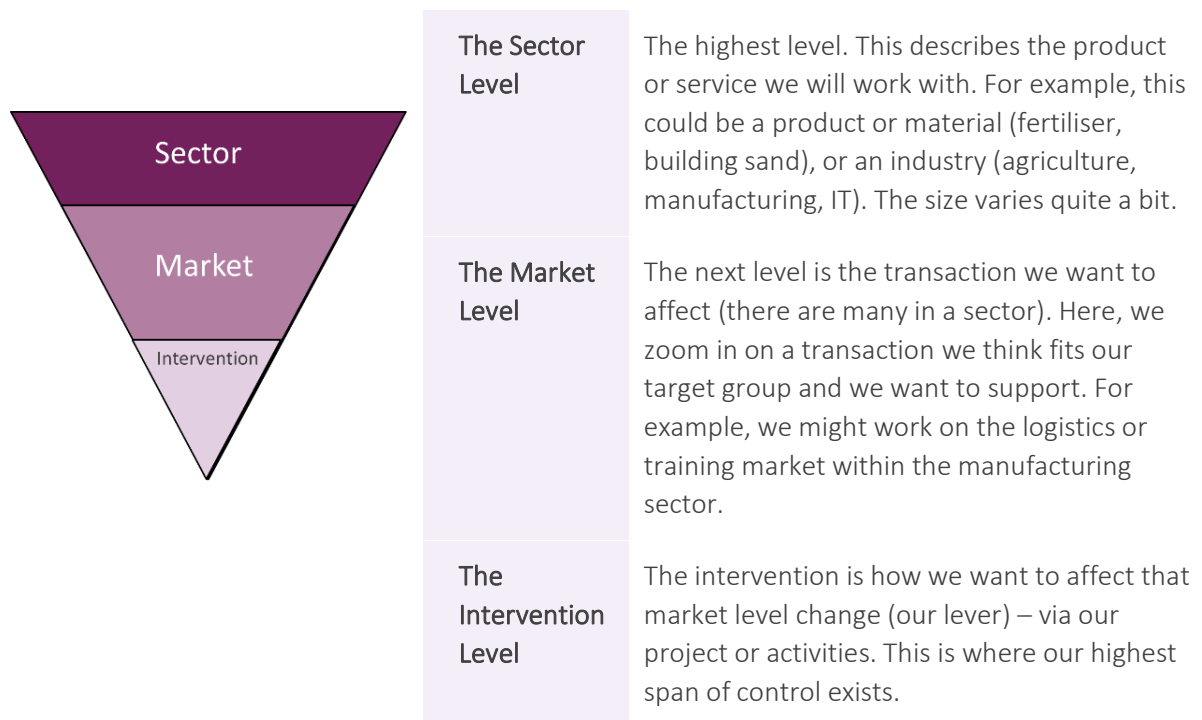 Sector
Market
Intervention
The Sector
Level
The highest level. This describes the product
or service we will work with. For example, this
could be a product or material (fertiliser,
building sand), or an industry (agriculture,
manufacturing, IT). The size varies quite a bit.
The Market
Level
The next level is the transaction we want to
affect (there are many in a sector). Here, we
zoom in on a transaction we think fits our
target group and we want to support. For
example, we might work on the logistics or
training market within the manufacturing
sector.
The
Intervention
Level
The intervention is how we want to affect that
market level change (our lever) – via our
project or activities. This is where our highest
span of control exists.